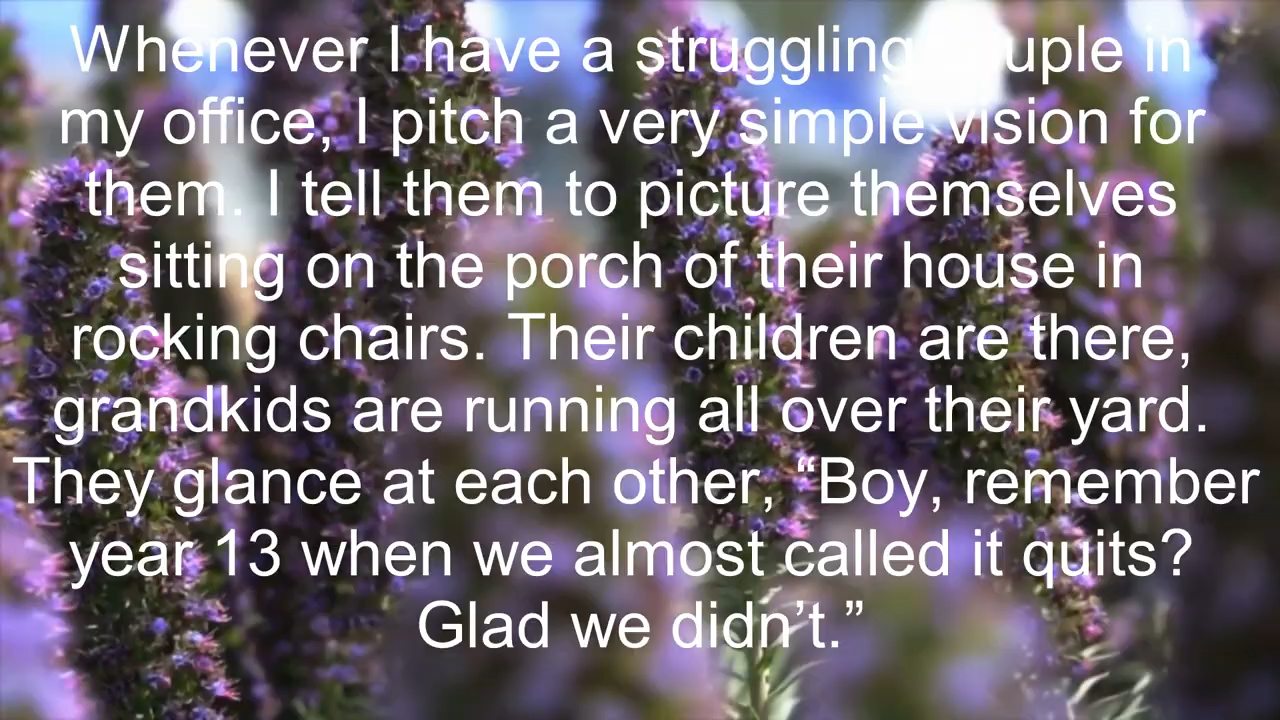 Whenever I have a struggling couple in
my office, I pitch a very simple vision for
them. I tell them to picture themselves
sitting on the porch of their house in
rocking chairs. Their children are there,
grandkids are running all over their yard.
They glance at each other, “Boy, remember
year 13 when we almost called it quits?
Glad we didn’t.”